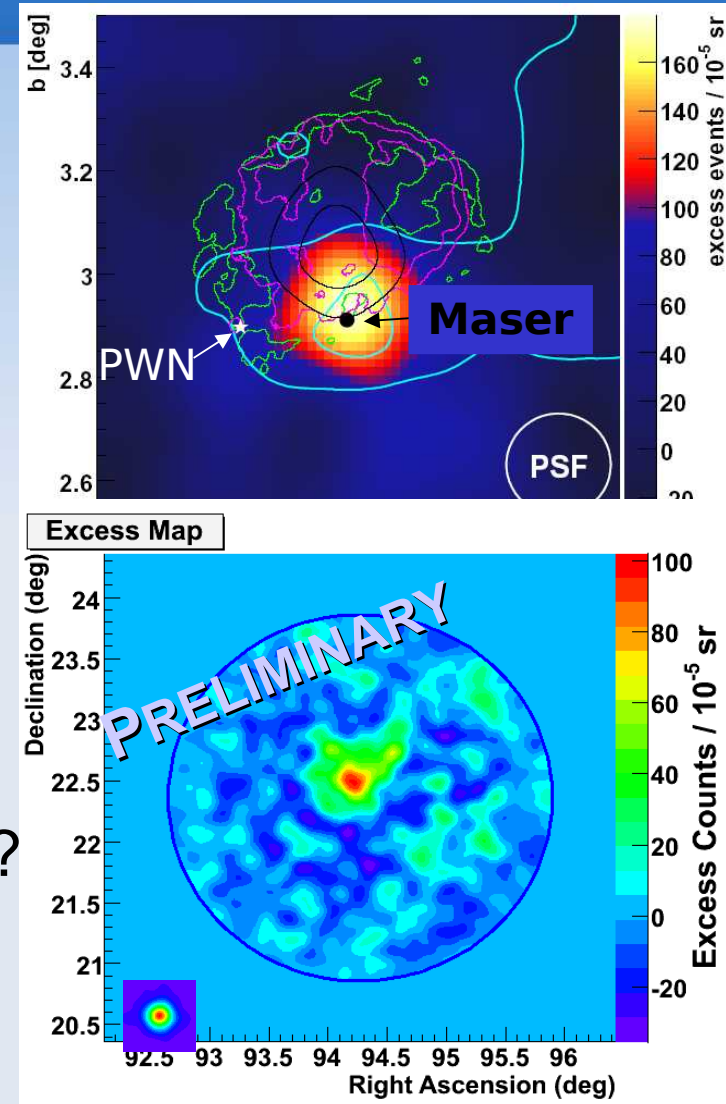 b [deg]
3.4
3.2
3
2.8
2.6
Maser
PWN
PSF
160
140
120
100
80
60
40
20
0
-20
excess events / 10⁻⁵ sr
Excess Map
PRELIMINARY
Declination (deg)
24
23.5
23
22.5
22
21.5
21
20.5
92.5 93 93.5 94 94.5 95 95.5 96
Right Ascension (deg)
100
80
60
40
20
0
-20
Excess Counts / 10⁻⁵ sr
?